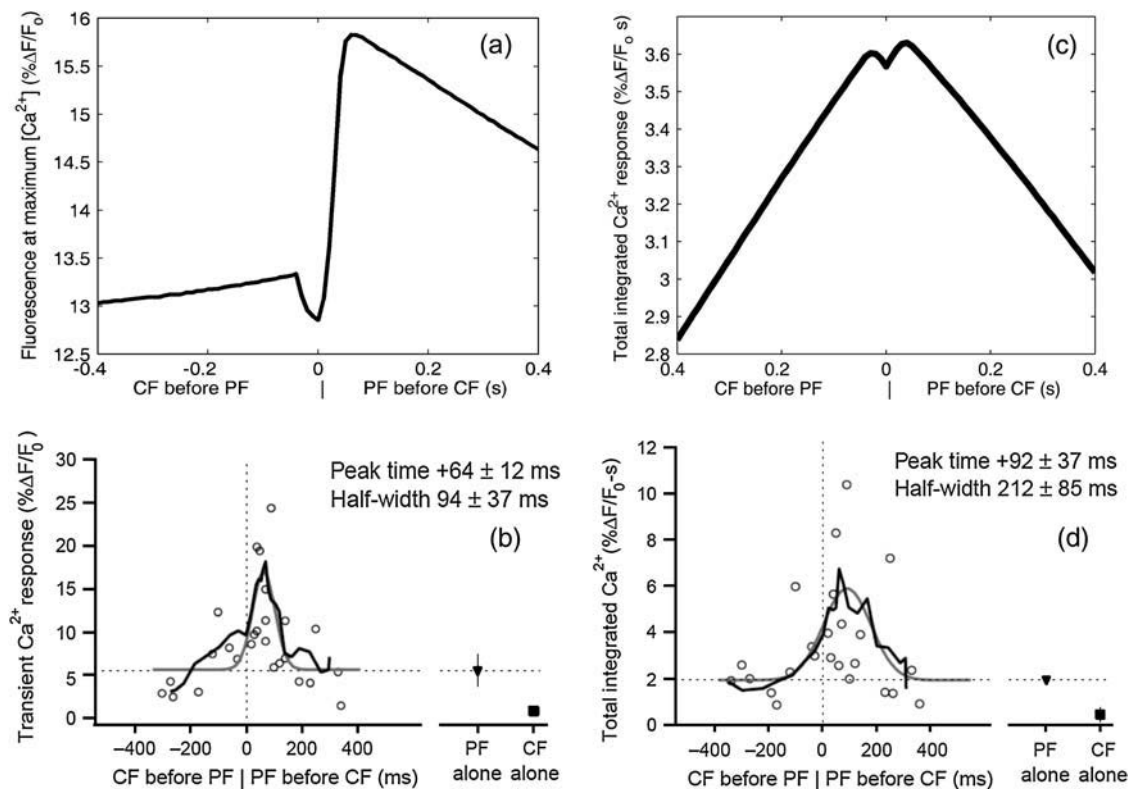 (a)
Fluorescence at maximum [Ca²⁺] (%ΔF/F₀)
16
15.5
15
14.5
14
13.5
13
12.5
-0.4
-0.2
0
0.2
0.4
CF before PF | PF before CF (s)
(c)
Total integrated Ca²⁺ response (%ΔF/F₀ s)
3.6
3.5
3.4
3.3
3.2
3.1
3
2.9
2.8
0.4
0.2
0
0.2
0.4
CF before PF | PF before CF (s)
(b)
Transient Ca²⁺ response (%ΔF/F₀)
Peak time +64 ± 12 ms
Half-width 94 ± 37 ms
30
25
20
15
10
5
0
−400
−200
0
200
400
CF before PF | PF before CF (ms)
PF alone
CF alone
(d)
Total integrated Ca²⁺ (%ΔF/F₀-s)
Peak time +92 ± 37 ms
Half-width 212 ± 85 ms
12
10
8
6
4
2
0
−400
−200
0
200
400
CF before PF | PF before CF (ms)
PF alone
CF alone